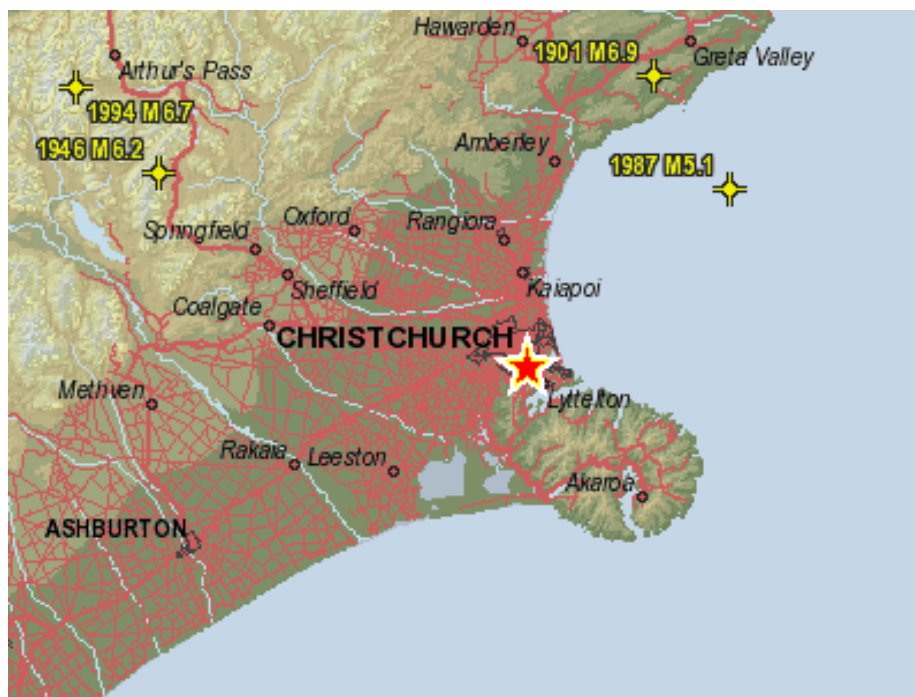 Hawarden
1901 M6.9
Greta Valley
Arthur's Pass
1994 M6.7
1946 M6.2
Amberley
1987 M5.1
Oxford
Rangiora
Springfield
Sheffield
Kaiapoi
Coalgate
CHRISTCHURCH
Methven
Lyttelton
Rakaia
Leeston
Akaroa
ASHBURTON